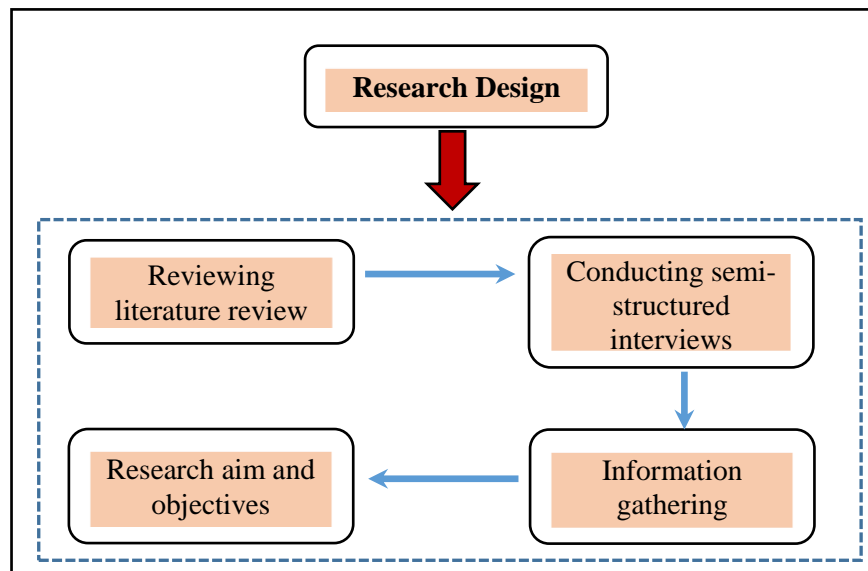 Research Design
Reviewing
literature review
Conducting semi-
structured
interviews
Research aim and
objectives
Information
gathering